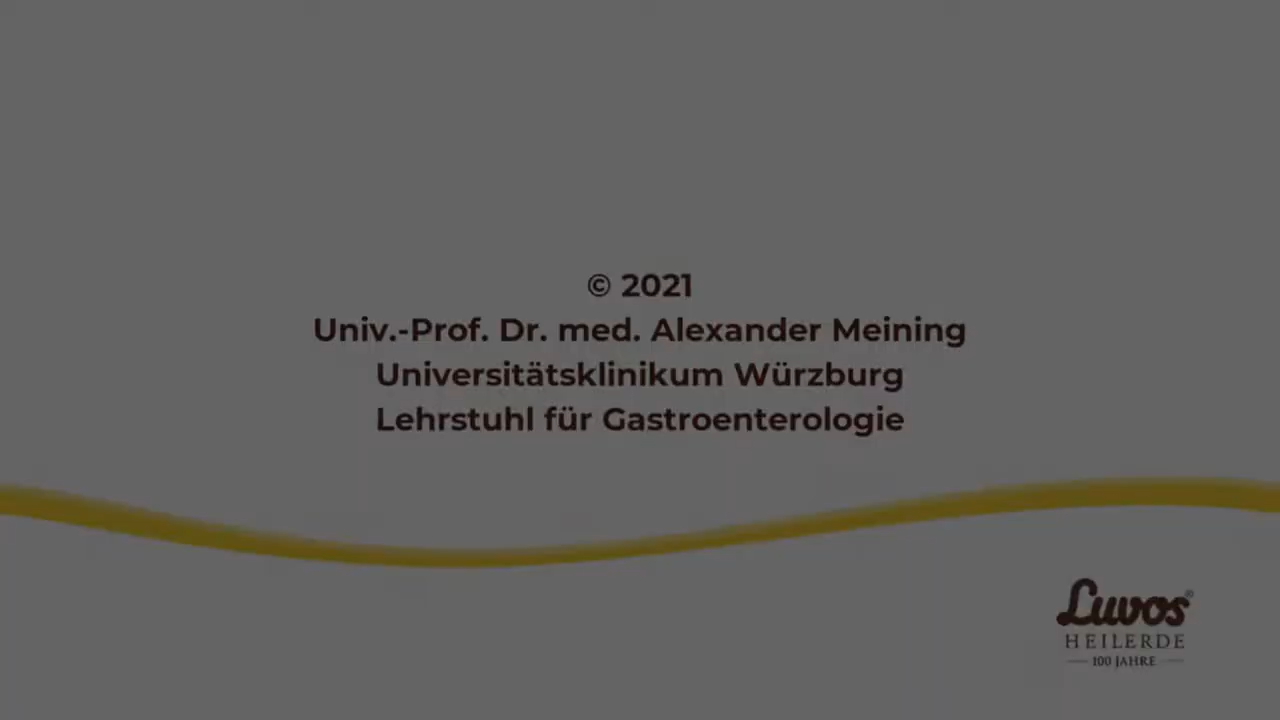 © 2021
Univ.-Prof. Dr. med. Alexander Meining
Universitätsklinikum Würzburg
Lehrstuhl für Gastroenterologie
Luvos®
HEILERDE
100 JAHRE